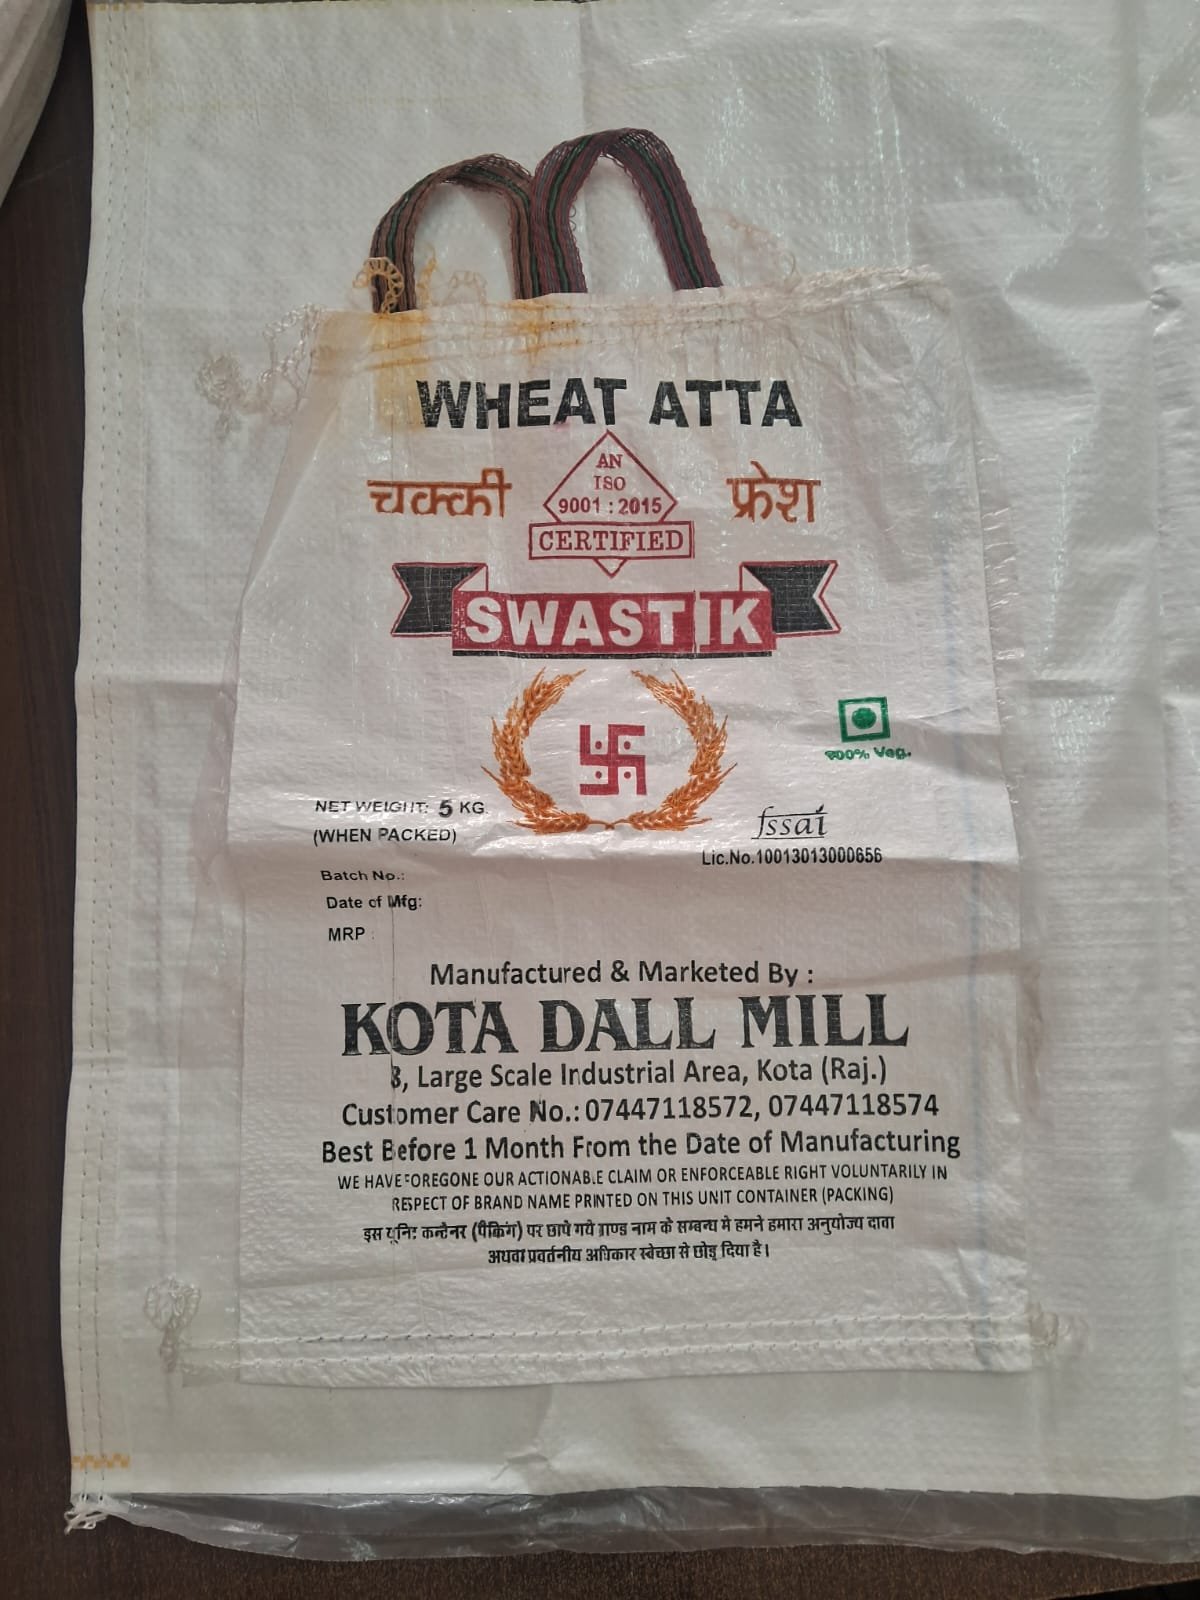 WHEAT ATTA
चक्की
AN
ISO
9001 : 2015
CERTIFIED
फ्रेश
SWASTIK
100% Veg.
NET WEIGHT: 5 KG.
(WHEN PACKED)
fssai
Lic.No.10013013000656
Batch No.:
Date of Mfg:
MRP :
Manufactured & Marketed By :
KOTA DALL MILL
8, Large Scale Industrial Area, Kota (Raj.)
Customer Care No.: 07447118572, 07447118574
Best Before 1 Month From the Date of Manufacturing
WE HAVE FOREGONE OUR ACTIONABLE CLAIM OR ENFORCEABLE RIGHT VOLUNTARILY IN
RESPECT OF BRAND NAME PRINTED ON THIS UNIT CONTAINER (PACKING)
इस यूनिट कन्टेनर (पैकिंग) पर छापे गये ब्राण्ड नाम के सम्बन्ध मे हमने हमारा अनुयोज्य दावा
अथवा प्रवर्तनीय अधिकार स्वेच्छा से छोड़ दिया है।